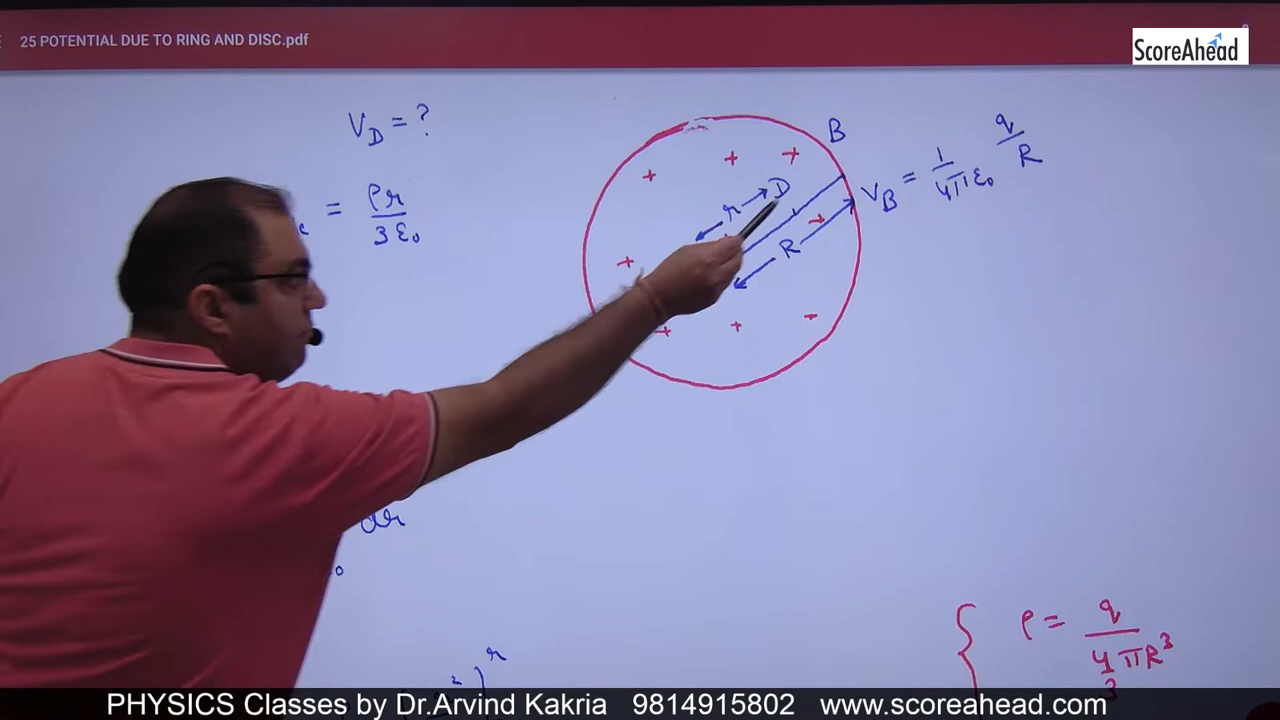 25 POTENTIAL DUE TO RING AND DISC.pdf
ScoreAhead
V_D = ?
= ρr / 3ε₀
B
V_B = 1/4πε₀ q/R
D
r
R
dr
ρ = q / 4/3 πR³
PHYSICS Classes by Dr.Arvind Kakria 9814915802 www.scoreahead.com